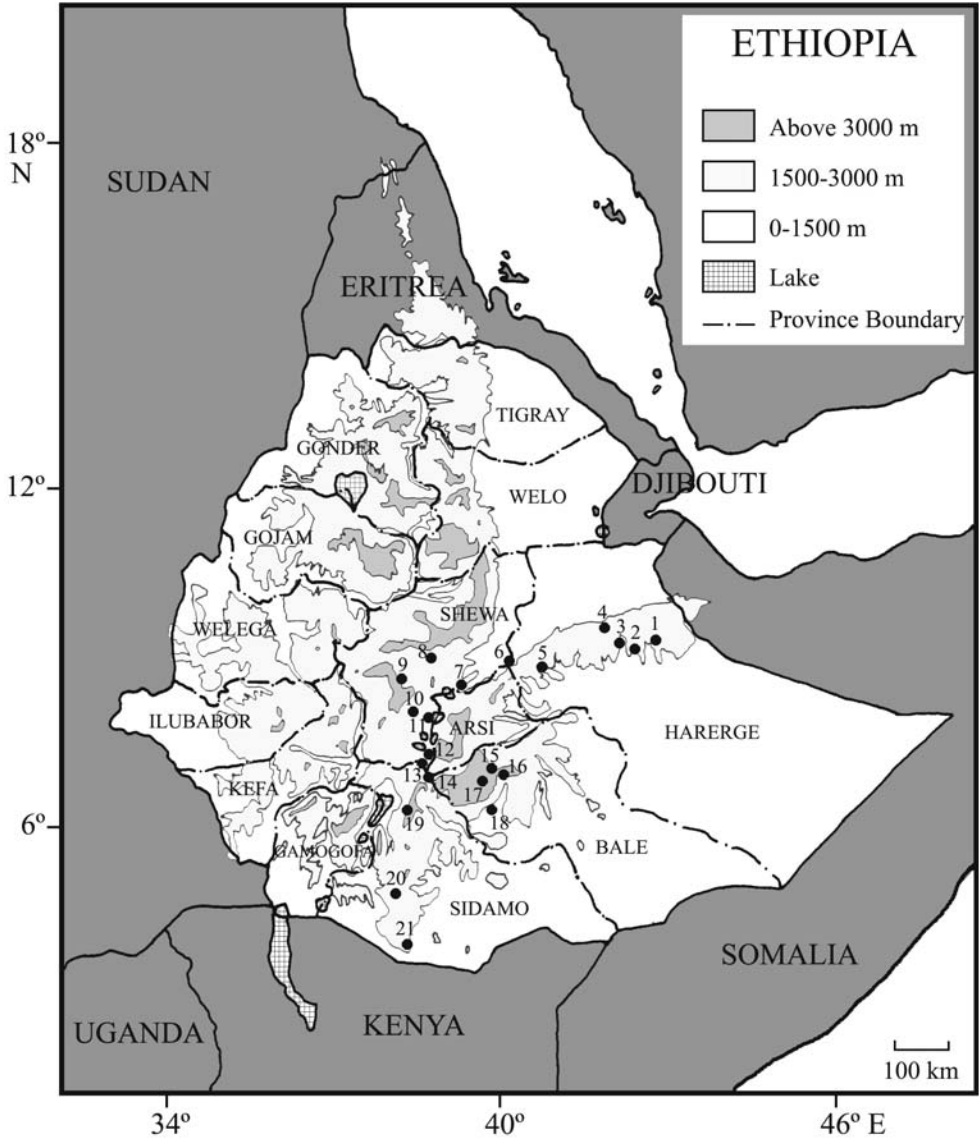 ETHIOPIA
Above 3000 m
1500-3000 m
0-1500 m
Lake
Province Boundary
18º
N
SUDAN
ERITREA
TIGRAY
GONDER
12º
WELO
DJIBOUTI
GOJAM
SHEWA
WELEGA
4
3
2
1
8
6
5
9
7
10
ILUBABOR
11
ARSI
HARERGE
12
15
16
13
14
KEFA
17
19
18
6º
GAMOGOFA
BALE
20
SIDAMO
21
SOMALIA
UGANDA
KENYA
100 km
34º
40º
46º E